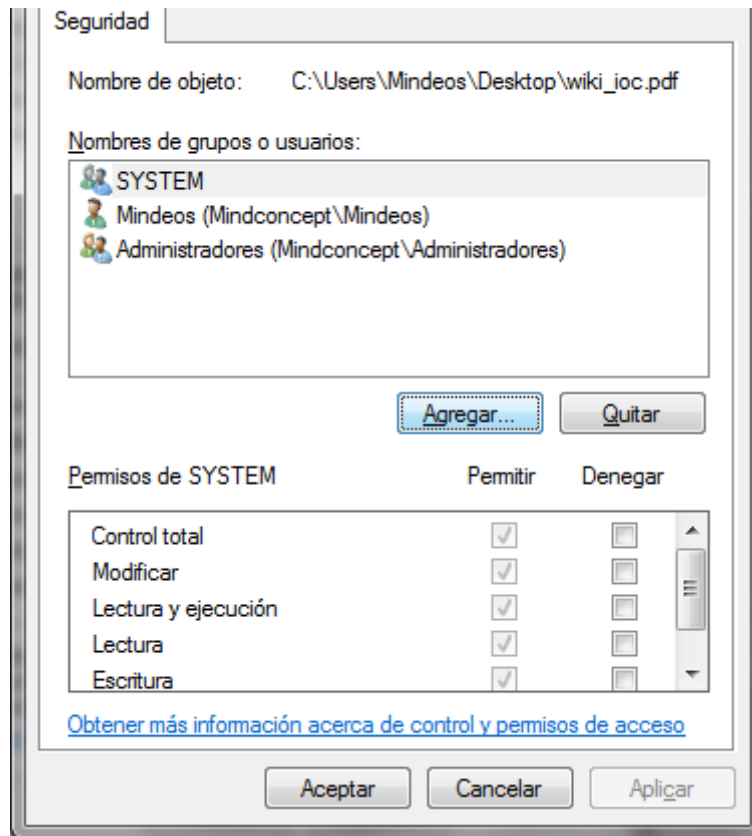 Seguridad
Nombre de objeto: C:\Users\Mindeos\Desktop\wiki_ioc.pdf
Nombres de grupos o usuarios:
SYSTEM
Mindeos (Mindconcept\Mindeos)
Administradores (Mindconcept\Administradores)
Agregar... Quitar
Permisos de SYSTEM Permitir Denegar
Control total
Modificar
Lectura y ejecución
Lectura
Escritura
Obtener más información acerca de control y permisos de acceso
Aceptar Cancelar Aplicar